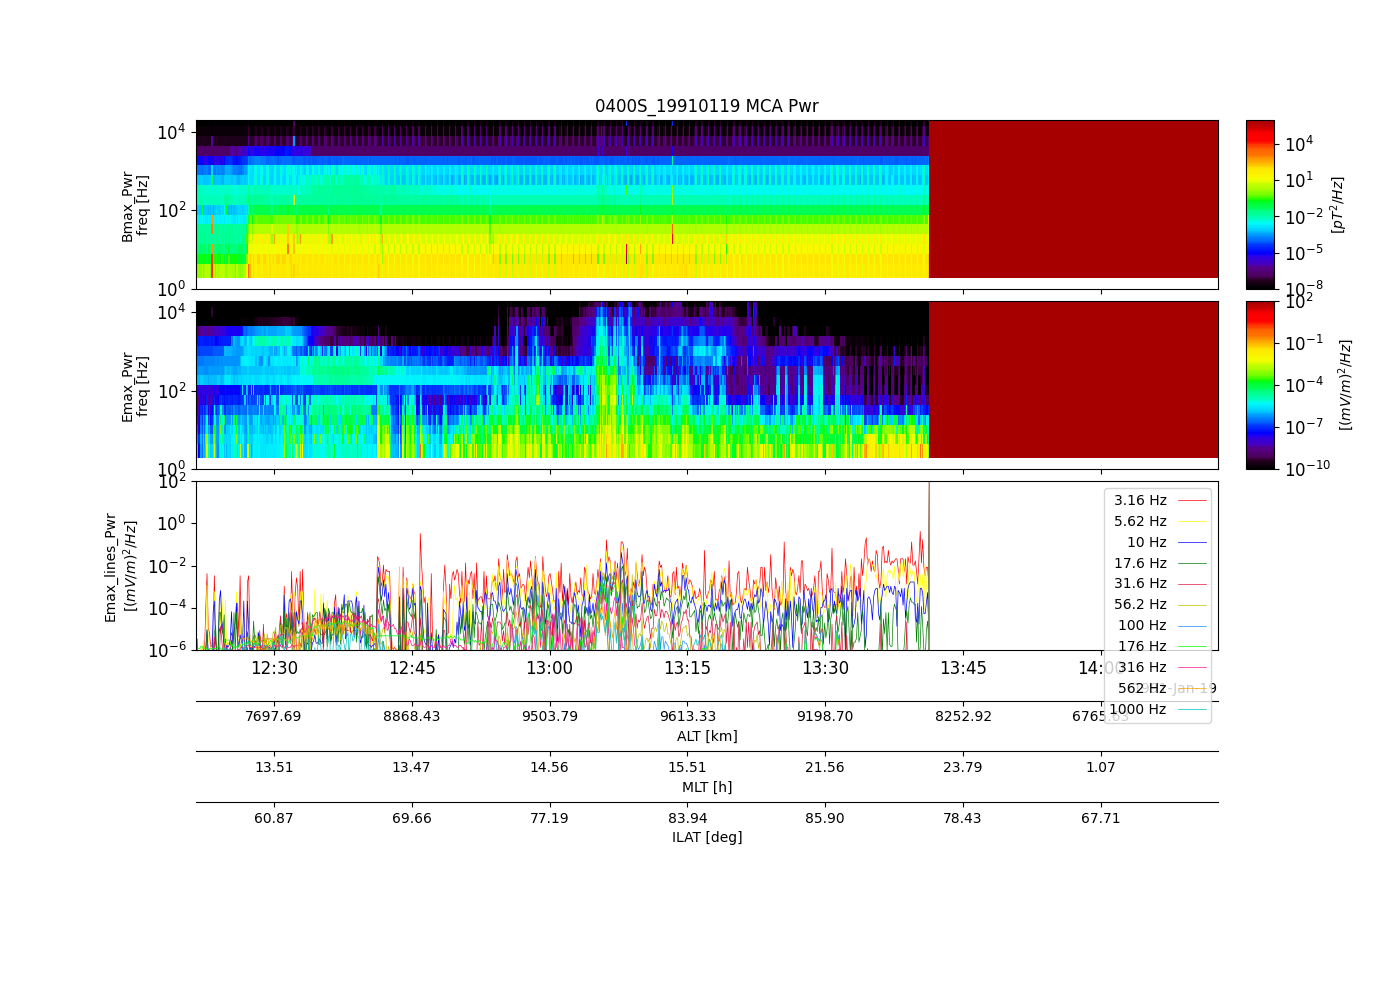 0400S_19910119 MCA Pwr
Bmax_Pwr
freq [Hz]
10^4
10^2
10^0
10^4
10^1
10^-2
10^-5
10^-8
[pT^2/Hz]
Emax_Pwr
freq [Hz]
10^4
10^2
10^0
10^2
10^-1
10^-4
10^-7
10^-10
[(mV/m)^2/Hz]
Emax_lines_Pwr
[(mV/m)^2/Hz]
10^2
10^0
10^-2
10^-4
10^-6
3.16 Hz
5.62 Hz
10 Hz
17.6 Hz
31.6 Hz
56.2 Hz
100 Hz
176 Hz
316 Hz
562 Hz
1000 Hz
12:30 12:45 13:00 13:15 13:30 13:45 14:00
-Jan-19
7697.69 8868.43 9503.79 9613.33 9198.70 8252.92 6765.63
ALT [km]
13.51 13.47 14.56 15.51 21.56 23.79 1.07
MLT [h]
60.87 69.66 77.19 83.94 85.90 78.43 67.71
ILAT [deg]